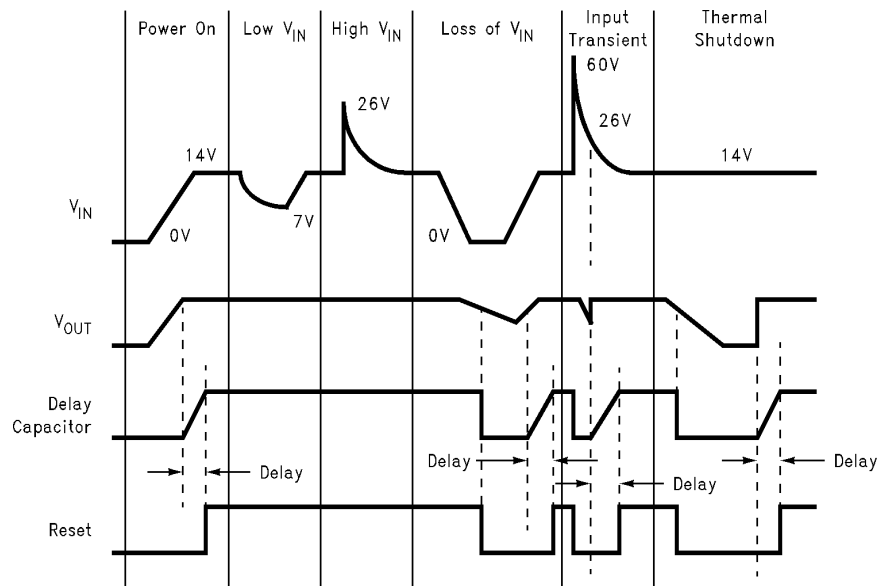 Power On
Low VIN
High VIN
Loss of VIN
Input
Transient
Thermal
Shutdown
60V
26V
26V
14V
14V
VIN
7V
0V
0V
VOUT
Delay
Capacitor
Delay
Delay
Delay
Delay
Reset